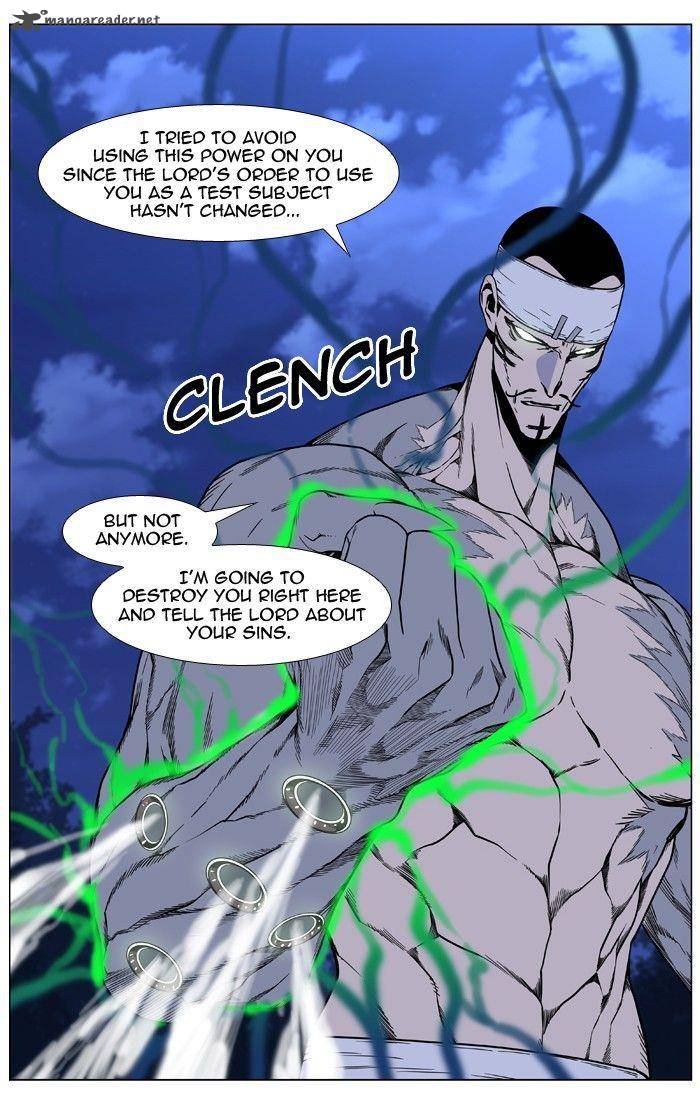 mangareader.net
I TRIED TO AVOID
USING THIS POWER ON YOU
SINCE THE LORD'S ORDER TO USE
YOU AS A TEST SUBJECT
HASN'T CHANGED...
CLENCH
BUT NOT
ANYMORE.
I'M GOING TO
DESTROY YOU RIGHT HERE
AND TELL THE LORD ABOUT
YOUR SINS.